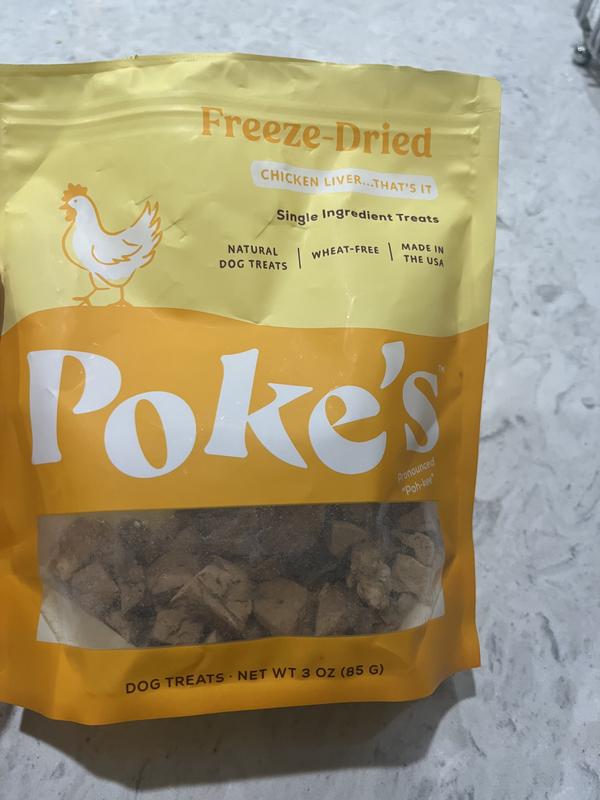 Freeze-Dried
CHICKEN LIVER...THAT'S IT
Single Ingredient Treats
NATURAL
DOG TREATS
WHEAT-FREE
MADE IN
THE USA
Poke's™
Pronounced
"Poh-kee"
DOG TREATS · NET WT 3 OZ (85 G)